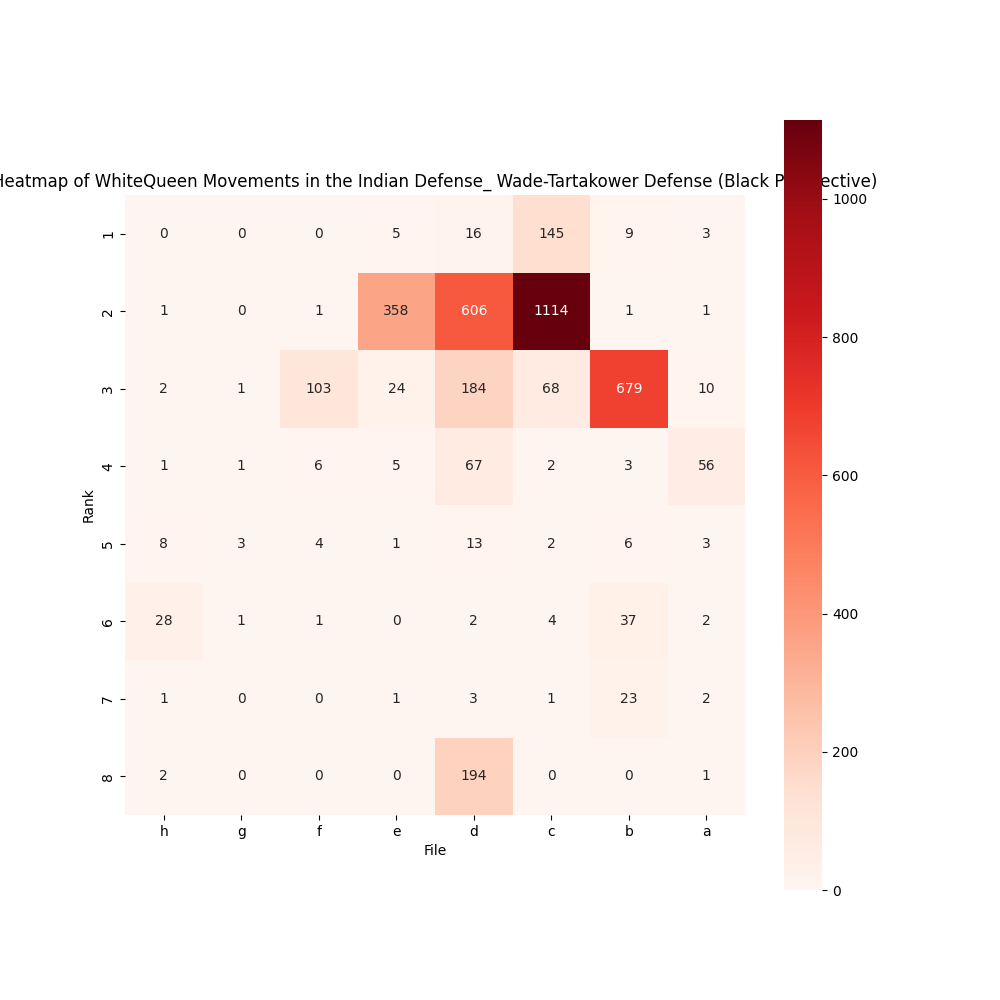 Heatmap of WhiteQueen Movements in the Indian Defense_ Wade-Tartakower Defense (Black P ective)
1000
1 0 0 0 5 16 145 9 3
2 1 0 1 358 606 1114 1 1
800
3 2 1 103 24 184 68 679 10
4 1 1 6 5 67 2 3 56
600
Rank
5 8 3 4 1 13 2 6 3
6 28 1 1 0 2 4 37 2
400
7 1 0 0 1 3 1 23 2
200
8 2 0 0 0 194 0 0 1
h g f e d c b a
File
0